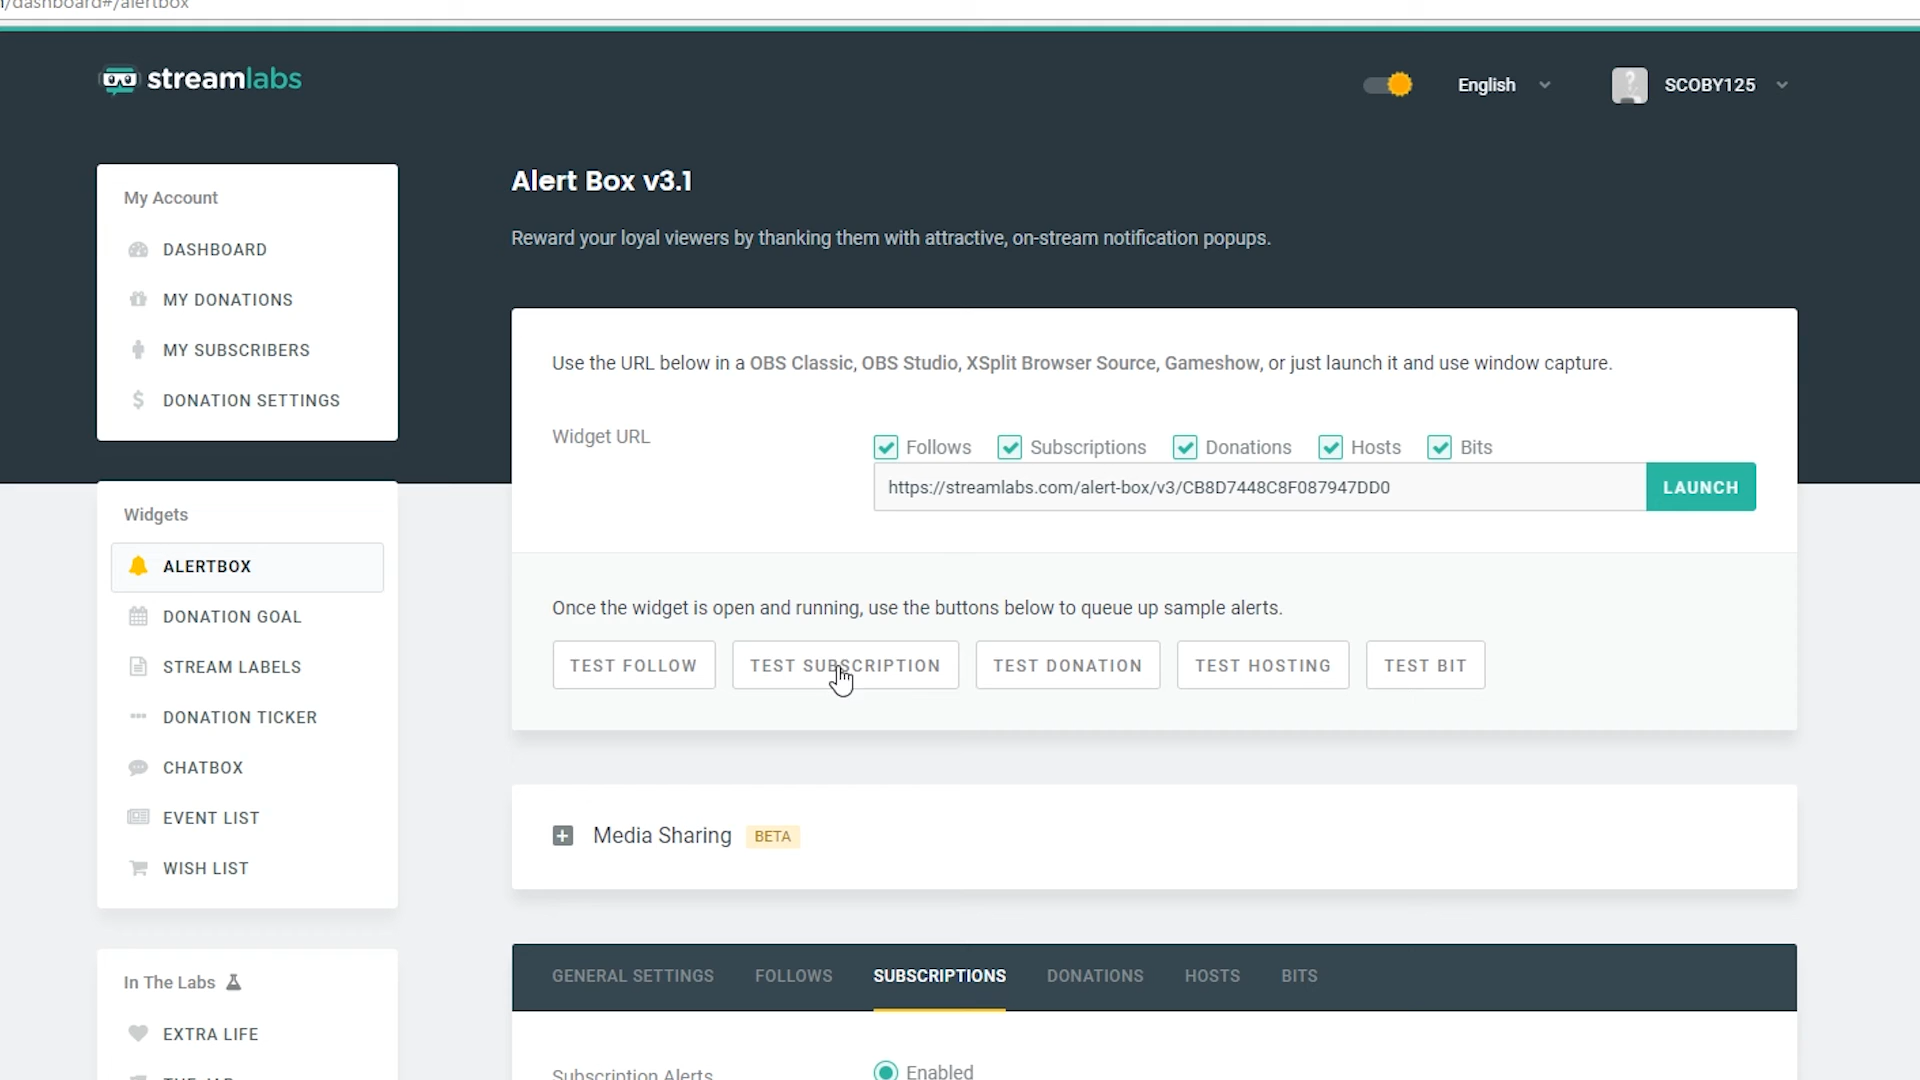 /dashboard#/alertbox
streamlabs
English
SCOBY125
My Account
DASHBOARD
MY DONATIONS
MY SUBSCRIBERS
DONATION SETTINGS
Widgets
ALERTBOX
DONATION GOAL
STREAM LABELS
DONATION TICKER
CHATBOX
EVENT LIST
WISH LIST
In The Labs
EXTRA LIFE
Alert Box v3.1
Reward your loyal viewers by thanking them with attractive, on-stream notification popups.
Use the URL below in a OBS Classic, OBS Studio, XSplit Browser Source, Gameshow, or just launch it and use window capture.
Widget URL
Follows Subscriptions Donations Hosts Bits
https://streamlabs.com/alert-box/v3/CB8D7448C8F087947DD0
LAUNCH
Once the widget is open and running, use the buttons below to queue up sample alerts.
TEST FOLLOW TEST SUBSCRIPTION TEST DONATION TEST HOSTING TEST BIT
Media Sharing BETA
GENERAL SETTINGS FOLLOWS SUBSCRIPTIONS DONATIONS HOSTS BITS
Subscription Alerts Enabled